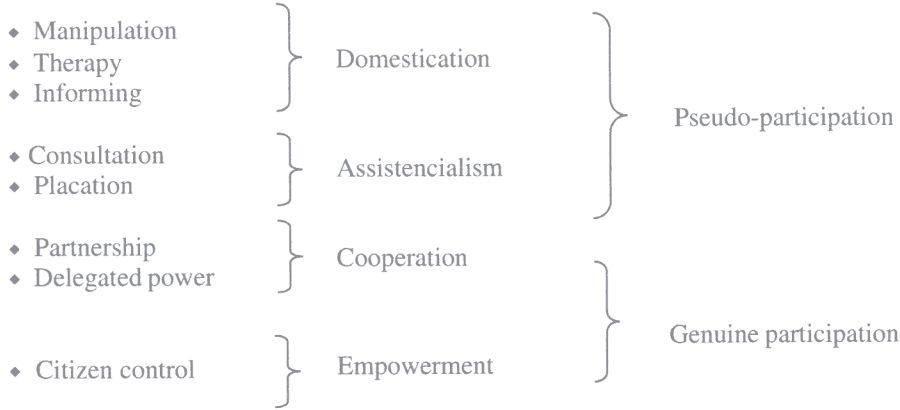 ◆ Manipulation
◆ Therapy
◆ Informing
Domestication
◆ Consultation
◆ Placation
Assistencialism
Pseudo-participation
◆ Partnership
◆ Delegated power
Cooperation
◆ Citizen control
Empowerment
Genuine participation